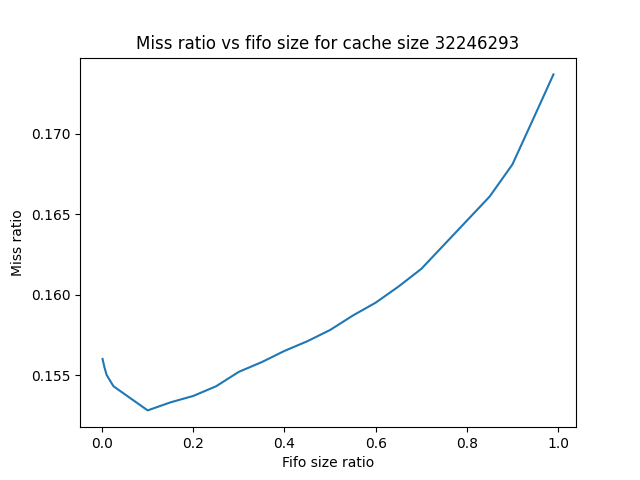 Miss ratio vs fifo size for cache size 32246293
0.170
0.165
0.160
0.155
Miss ratio
0.0 0.2 0.4 0.6 0.8 1.0
Fifo size ratio